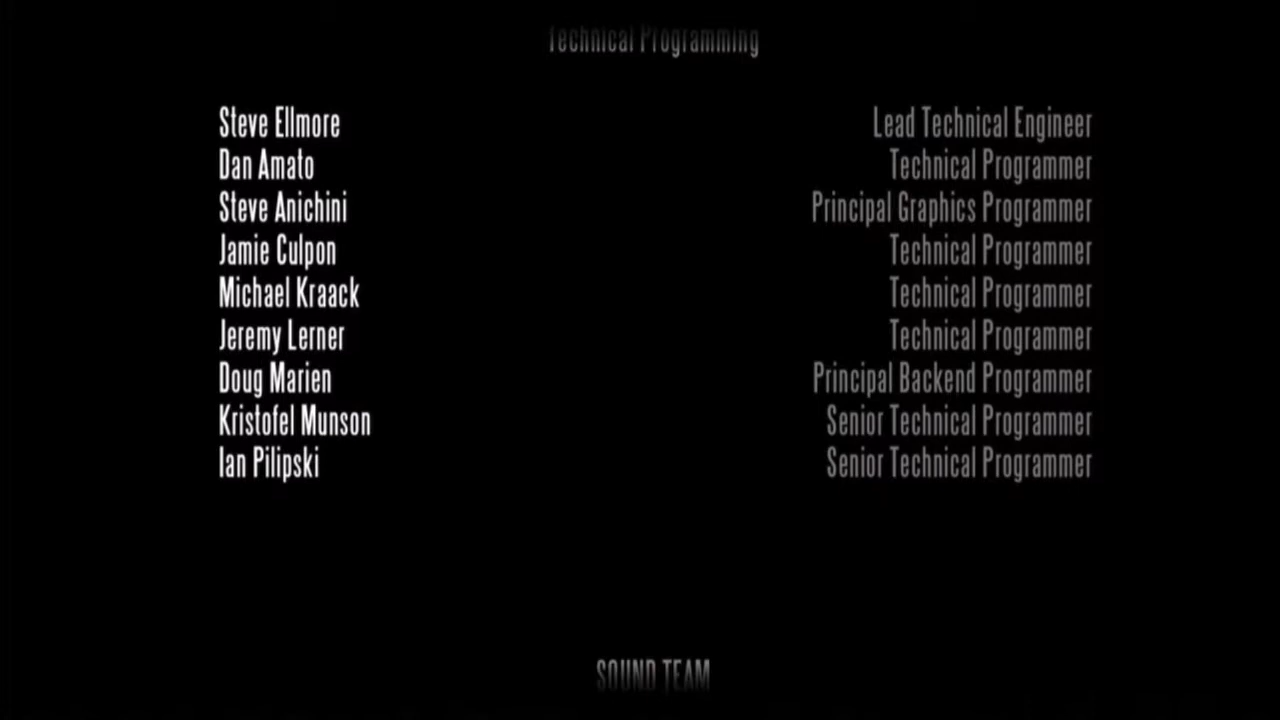 Technical Programming
Steve Ellmore Lead Technical Engineer
Dan Amato Technical Programmer
Steve Anichini Principal Graphics Programmer
Jamie Culpon Technical Programmer
Michael Kraack Technical Programmer
Jeremy Lerner Technical Programmer
Doug Marien Principal Backend Programmer
Kristofel Munson Senior Technical Programmer
Ian Pilipski Senior Technical Programmer
SOUND TEAM